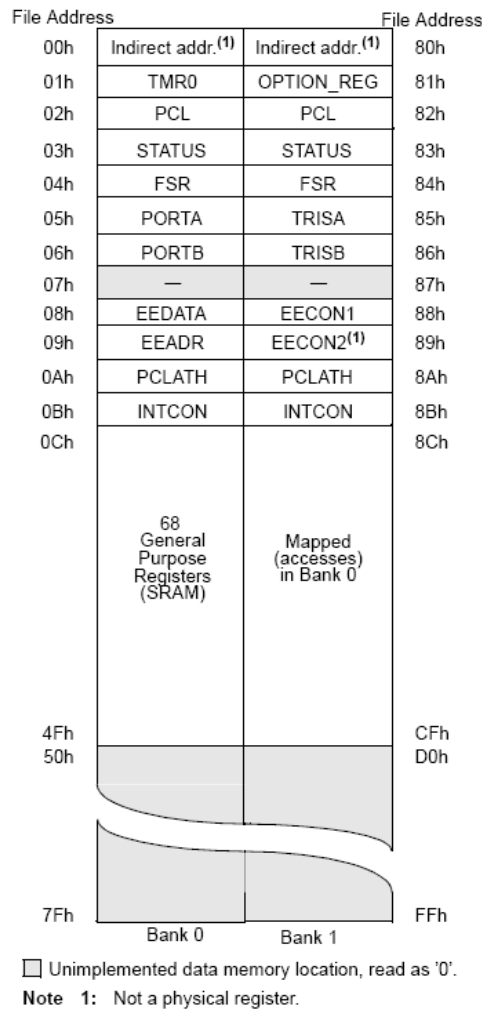 File Address File Address
00h Indirect addr.(1) Indirect addr.(1) 80h
01h TMR0 OPTION_REG 81h
02h PCL PCL 82h
03h STATUS STATUS 83h
04h FSR FSR 84h
05h PORTA TRISA 85h
06h PORTB TRISB 86h
07h — — 87h
08h EEDATA EECON1 88h
09h EEADR EECON2(1) 89h
0Ah PCLATH PCLATH 8Ah
0Bh INTCON INTCON 8Bh
0Ch 8Ch
68
General
Purpose
Registers
(SRAM)
Mapped
(accesses)
in Bank 0
4Fh CFh
50h D0h
7Fh FFh
Bank 0 Bank 1
Unimplemented data memory location, read as '0'.
Note 1: Not a physical register.